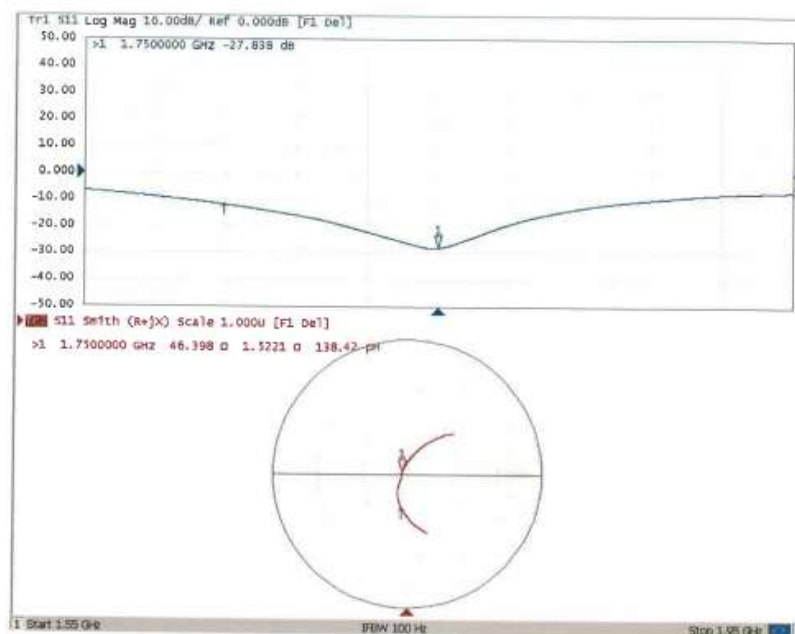 Tr1 S11 Log Mag 10.00dB/ Ref 0.000dB [F1 Del]
50.00
>1 1.7500000 GHz -27.838 dB
40.00
30.00
20.00
10.00
0.000
-10.00
-20.00
1
-30.00
-40.00
-50.00
S11 Smith (R+jX) Scale 1.000U [F1 Del]
>1 1.7500000 GHz 46.398 Ω 1.5221 Ω 138.42 pH
1
1 Start 1.55 GHz IFBW 100 Hz Stop 1.95 GHz